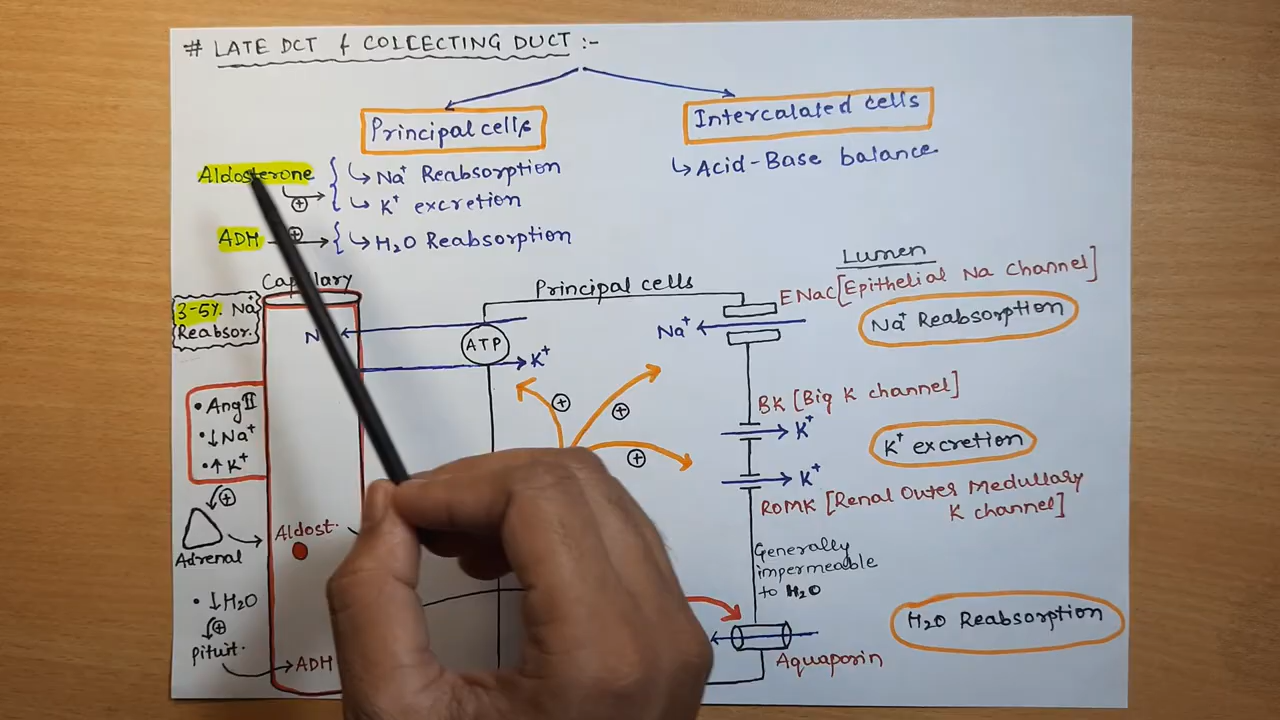 # LATE DCT & COLLECTING DUCT :-
Principal cells
Intercalated cells
Aldosterone
↳ Na⁺ Reabsorption
↳ K⁺ excretion
↳ Acid-Base balance
ADH
↳ H₂O Reabsorption
Capillary
Principal cells
Lumen
ENaC [Epithelial Na Channel]
3-5% Na⁺
Reabsor.
ATP
K⁺
Na⁺
Na⁺ Reabsorption
• Ang II
• ↓Na⁺
• ↑K⁺
BK [Big K channel]
K⁺
K⁺ excretion
K⁺
ROMK [Renal Outer Medullary
K channel]
Adrenal
Aldost.
Generally
impermeable
to H₂O
• ↓H₂O
Pituit.
ADH
H₂O Reabsorption
Aquaporin